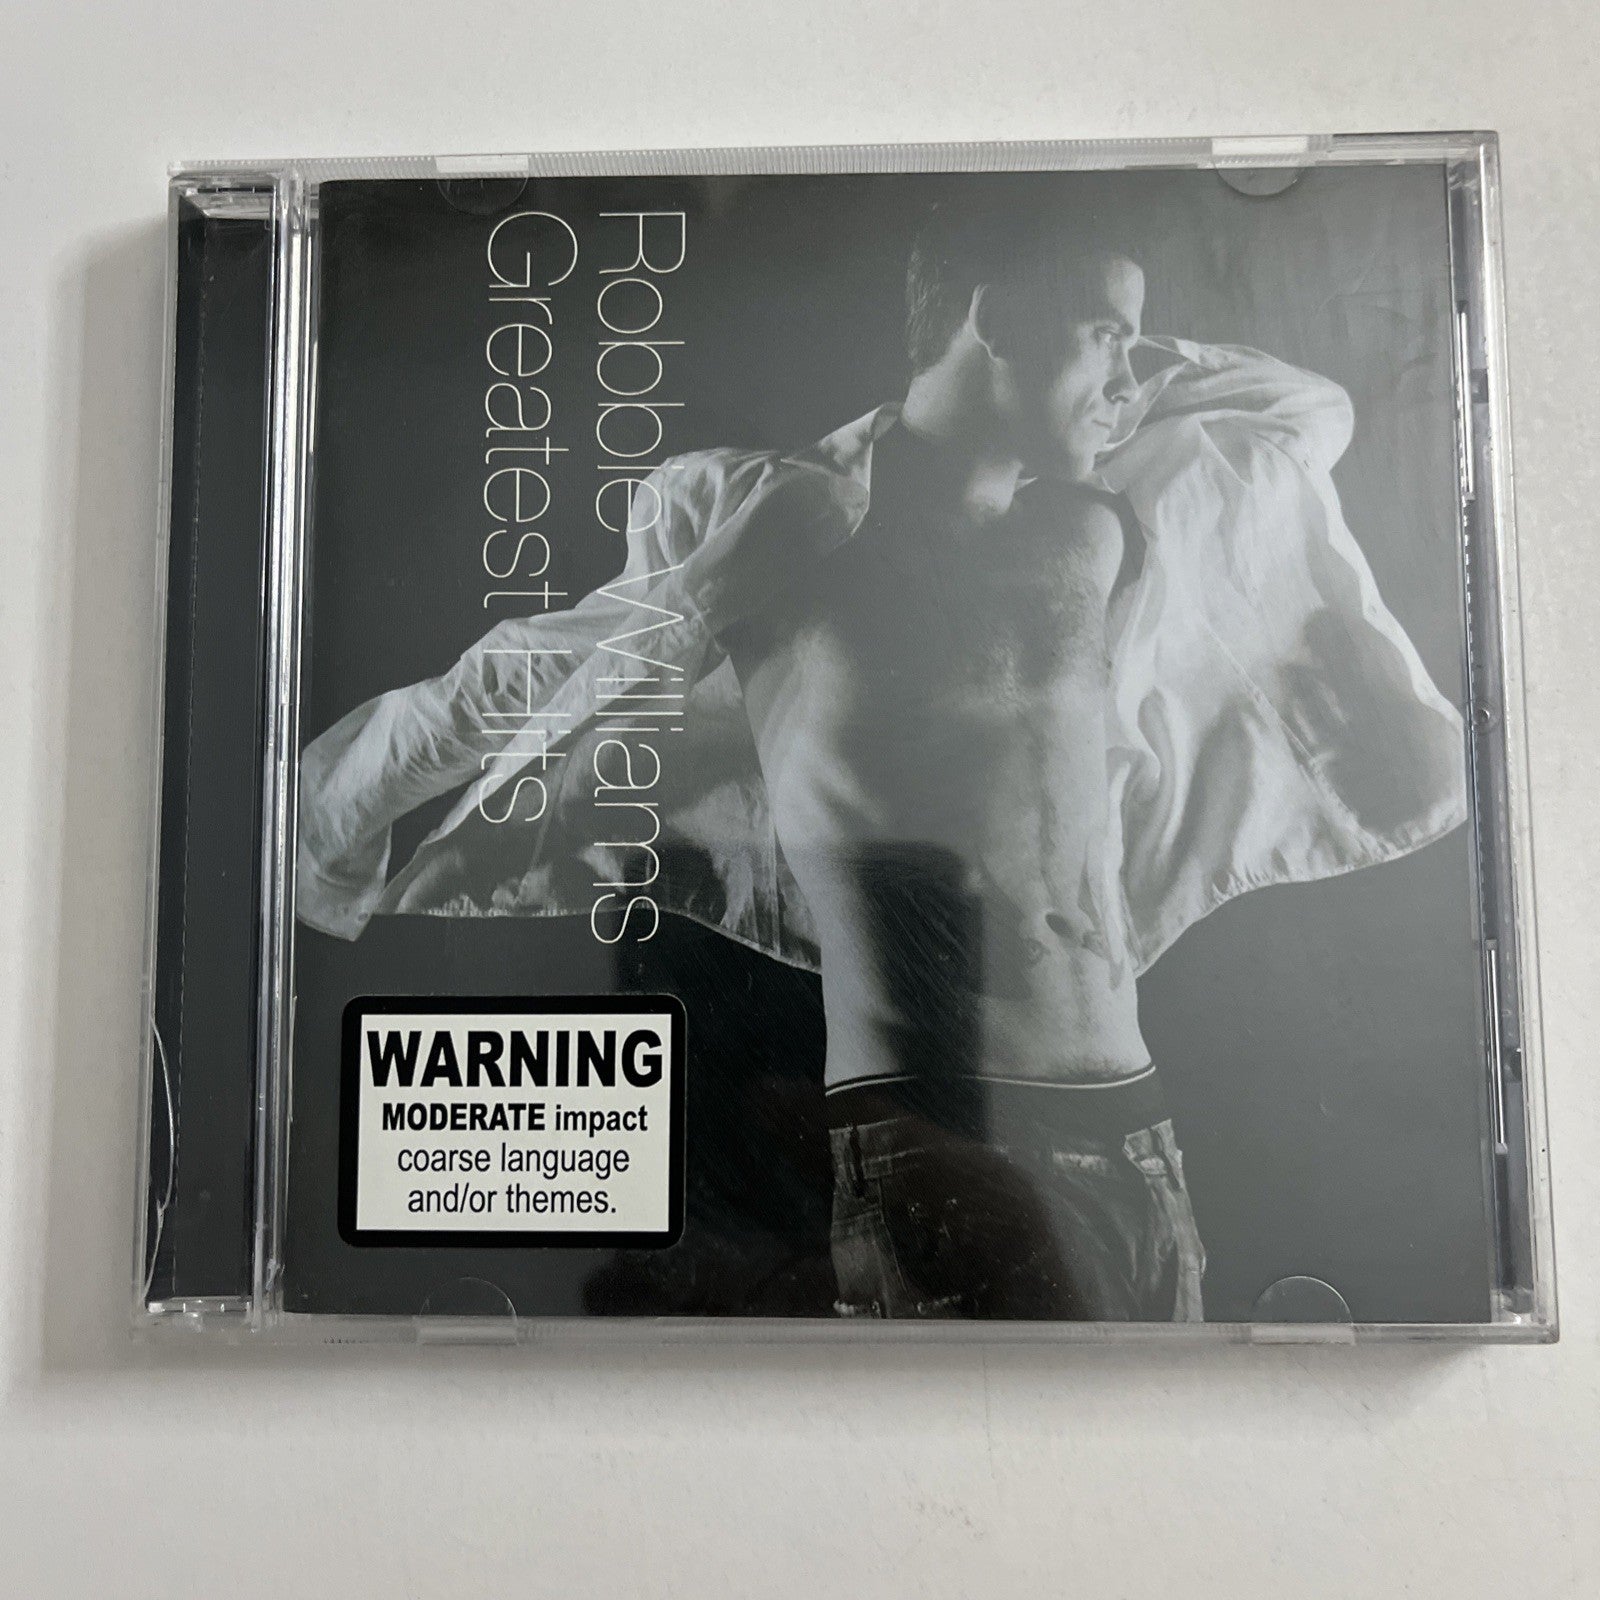 Robbie Williams
Greatest Hits
WARNING
MODERATE impact
coarse language
and/or themes.